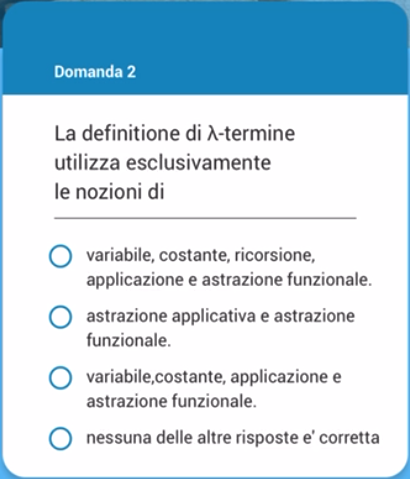 Domanda 2
La definitione di λ-termine
utilizza esclusivamente
le nozioni di
variabile, costante, ricorsione,
applicazione e astrazione funzionale.
astrazione applicativa e astrazione
funzionale.
variabile,costante, applicazione e
astrazione funzionale.
nessuna delle altre risposte e' corretta